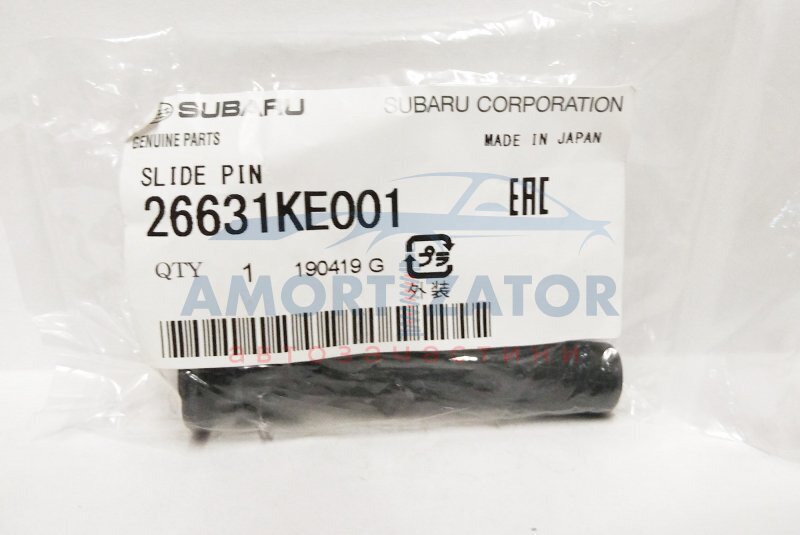 SUBARU SUBARU CORPORATION
GENUINE PARTS MADE IN JAPAN
SLIDE PIN
26631KE001 EAC
QTY 1 190419 G プラ
外装
AMORTIZATOR
автозапчастини